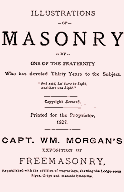 ILLUSTRATIONS
OF
MASONRY
BY
ONE OF THE FRATERNITY
Who has devoted Thirty Years to the Subject.
Copyright Secured.
Printed for the Proprietor,
1827.
CAPT. WM. MORGAN'S
EXPOSITION OF
FREEMASONRY.